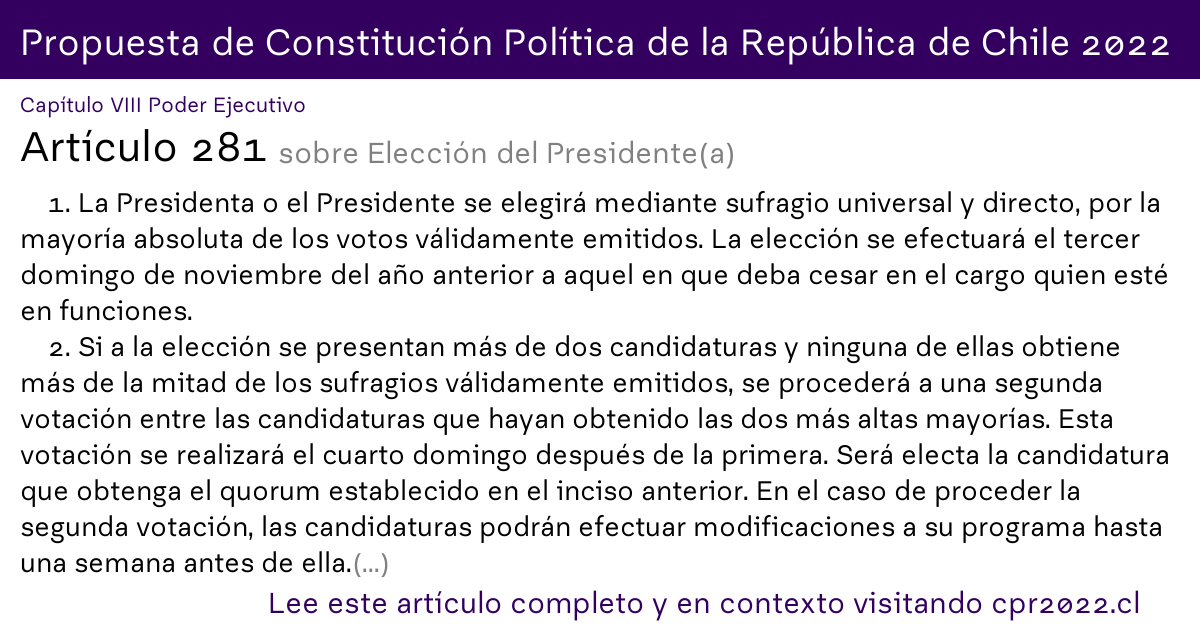 Propuesta de Constitución Política de la República de Chile 2022
Capítulo VIII Poder Ejecutivo
Artículo 281 sobre Elección del Presidente(a)
1. La Presidenta o el Presidente se elegirá mediante sufragio universal y directo, por la
mayoría absoluta de los votos válidamente emitidos. La elección se efectuará el tercer
domingo de noviembre del año anterior a aquel en que deba cesar en el cargo quien esté
en funciones.
2. Si a la elección se presentan más de dos candidaturas y ninguna de ellas obtiene
más de la mitad de los sufragios válidamente emitidos, se procederá a una segunda
votación entre las candidaturas que hayan obtenido las dos más altas mayorías. Esta
votación se realizará el cuarto domingo después de la primera. Será electa la candidatura
que obtenga el quorum establecido en el inciso anterior. En el caso de proceder la
segunda votación, las candidaturas podrán efectuar modificaciones a su programa hasta
una semana antes de ella.(...)
Lee este artículo completo y en contexto visitando cpr2022.cl